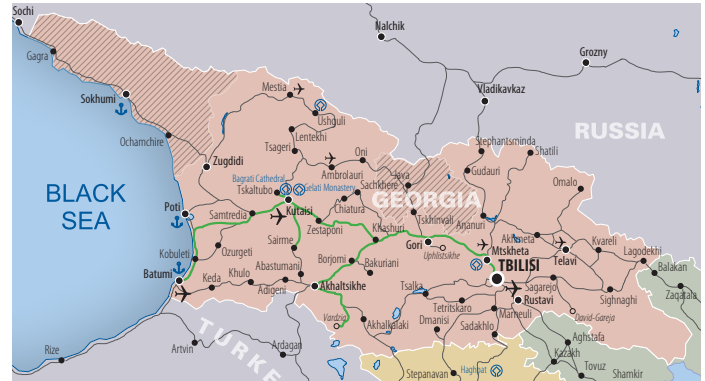 Sochi
Nalchik
Gagra
Grozny
Mestia
Vladikavkaz
Sokhumi
Ushguli
RUSSIA
Ochamchire
Lentekhi
Tsageri
Oni
Stephantsminda
Shatili
Zugdidi
Ambrolauri
Gudauri
Bagrati Cathedral
Gelati Monastery
Sachkhere
Java
Omalo
Tskaltubo
GEORGIA
BLACK
SEA
Poti
Samtredia
Kutaisi
Chiatura
Tskhinvali
Ananuri
Zestaponi
Khashuri
Gori
Uphlistsikhe
Mtskheta
Akhmeta
Kvareli
Kobuleti
Ozurgeti
Sairme
Borjomi
Bakuriani
TBILISI
Telavi
Lagodekhi
Balakan
Batumi
Keda
Khulo
Abastumani
Adigeni
Akhaltsikhe
Tsalka
Sagarejo
Rustavi
Sighnaghi
Zaqatala
Vardzia
Akhalkalaki
Tetritskaro
Marneuli
David-Gareja
Dmanisi
Sadakhlo
TURKE
Rize
Artvin
Ardagan
Aghstafa
Kazakh
Tovuz
Shamkir
Stepanavan
Haghpat